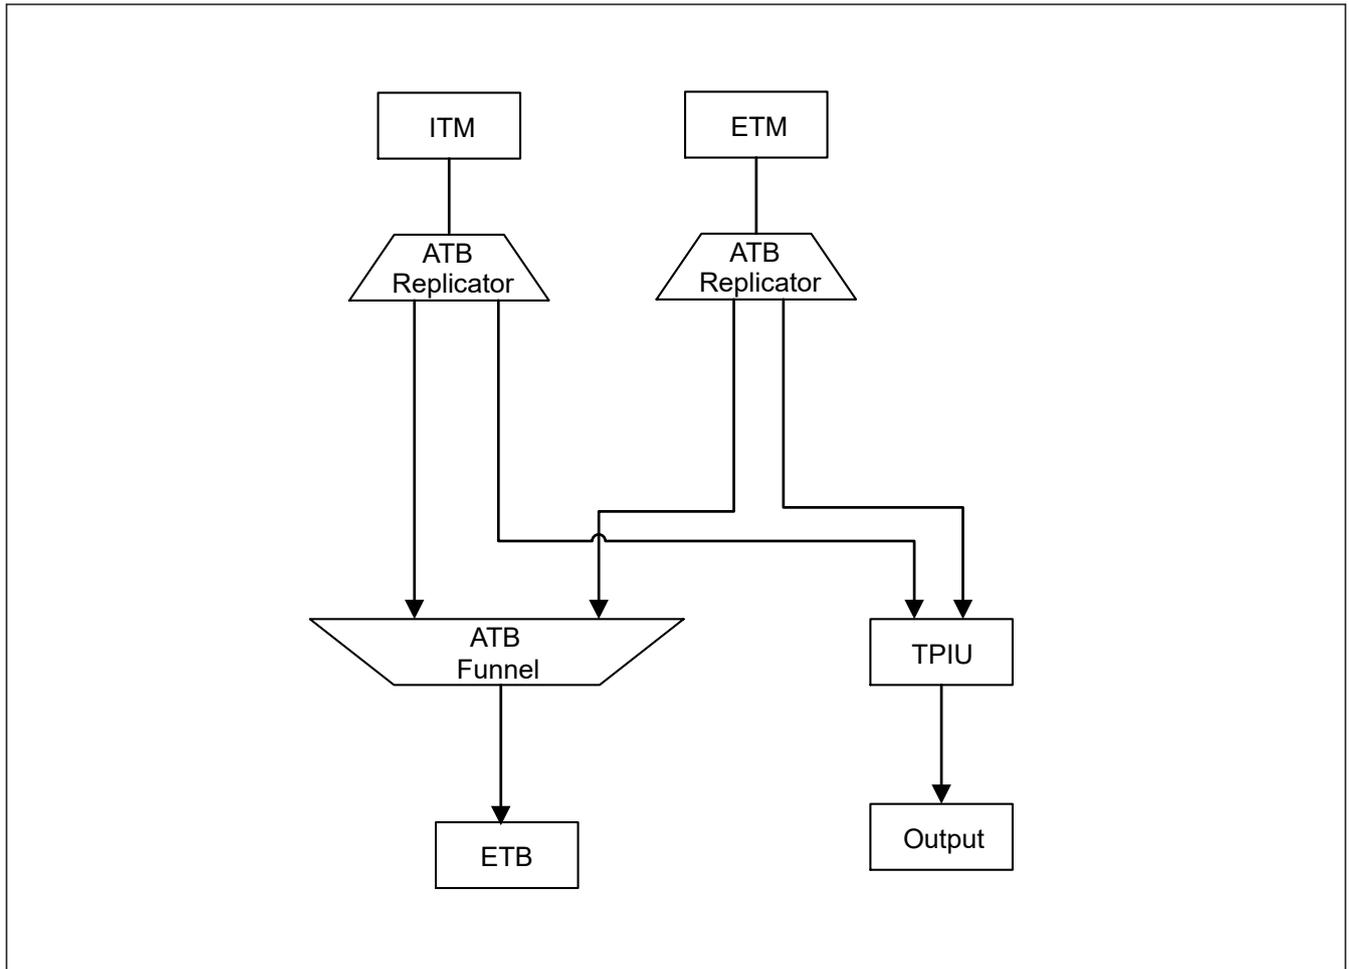 ITM
ETM
ATB
Replicator
ATB
Replicator
ATB
Funnel
TPIU
Output
ETB